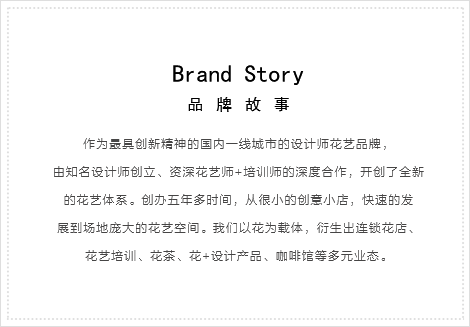 Brand Story
品 牌 故 事
作为最具创新精神的国内一线城市的设计师花艺品牌，
由知名设计师创立、资深花艺师+培训师的深度合作，开创了全新
的花艺体系。创办五年多时间，从很小的创意小店，快速的发
展到场地庞大的花艺空间。我们以花为载体，衍生出连锁花店、
花艺培训、花茶、花+设计产品、咖啡馆等多元业态。